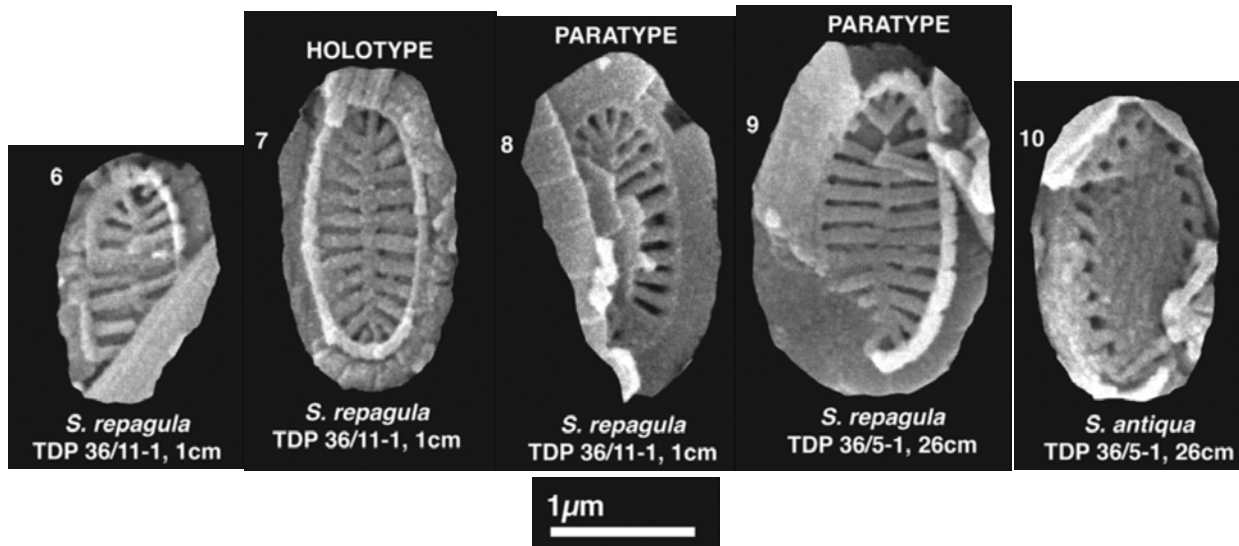 6
S. repagula
TDP 36/11-1, 1cm
HOLOTYPE
7
S. repagula
TDP 36/11-1, 1cm
PARATYPE
8
S. repagula
TDP 36/11-1, 1cm
PARATYPE
9
S. repagula
TDP 36/5-1, 26cm
10
S. antiqua
TDP 36/5-1, 26cm
1µm